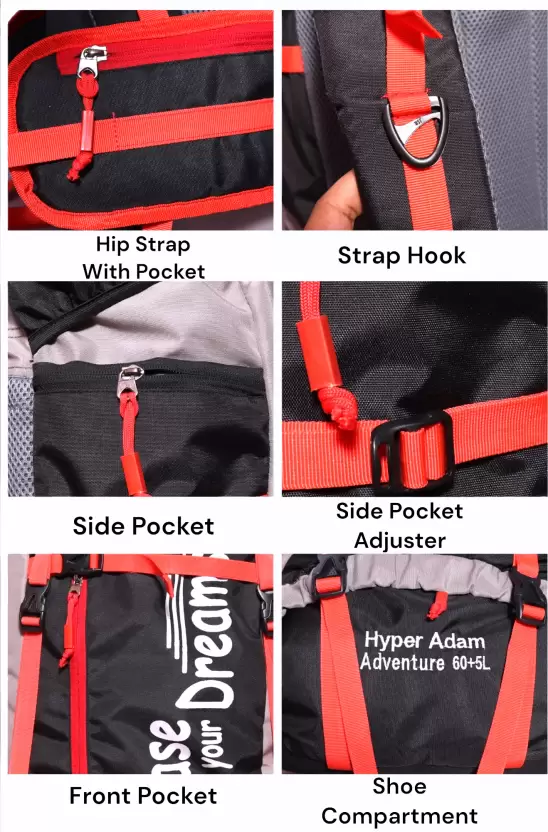 Hip Strap
With Pocket
Strap Hook
Side Pocket
Side Pocket
Adjuster
ase
your
Dreams
Front Pocket
Hyper Adam
Adventure 60+5L
Shoe
Compartment